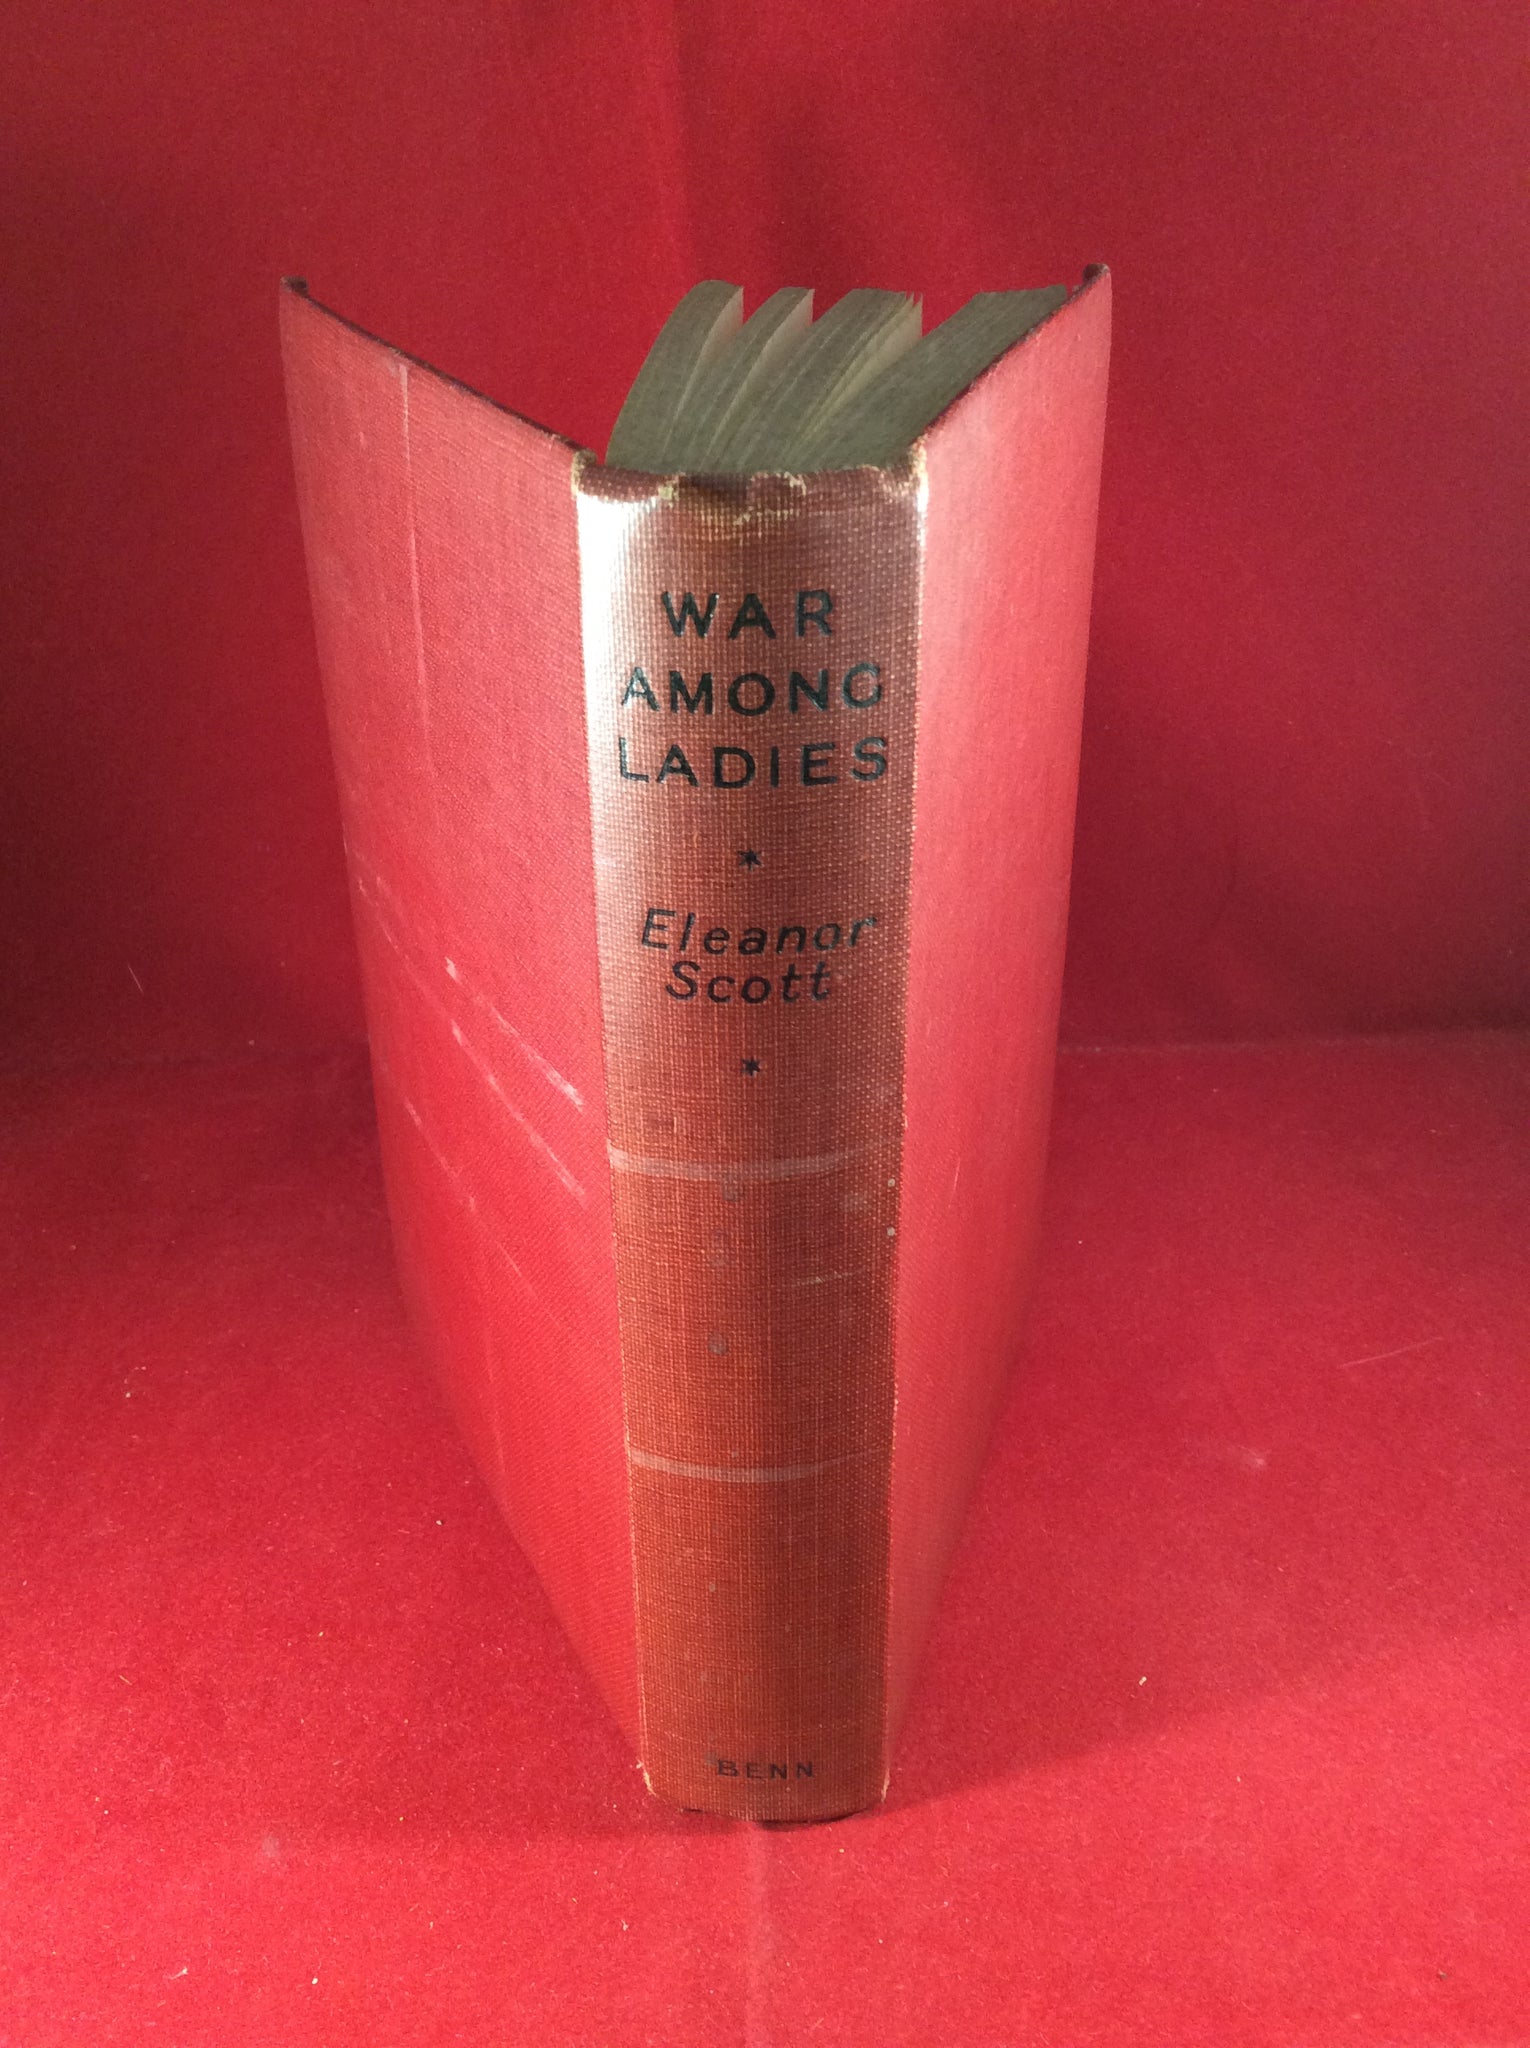 WAR
AMONG
LADIES
*
Eleanor
Scott
*
BENN